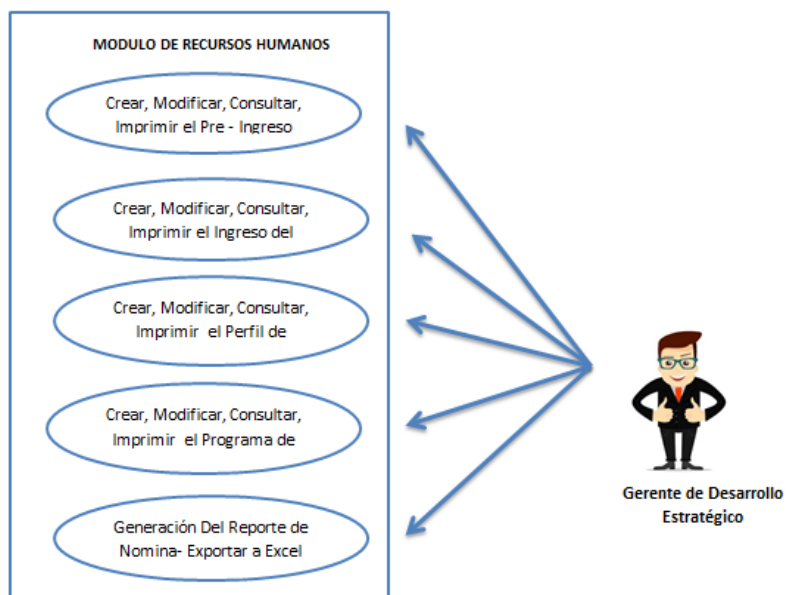 MODULO DE RECURSOS HUMANOS
Crear, Modificar, Consultar,
Imprimir el Pre - Ingreso
Crear, Modificar, Consultar,
Imprimir el Ingreso del
Crear, Modificar, Consultar,
Imprimir el Perfil de
Crear, Modificar, Consultar,
Imprimir el Programa de
Generación Del Reporte de
Nomina- Exportar a Excel
Gerente de Desarrollo
Estratégico